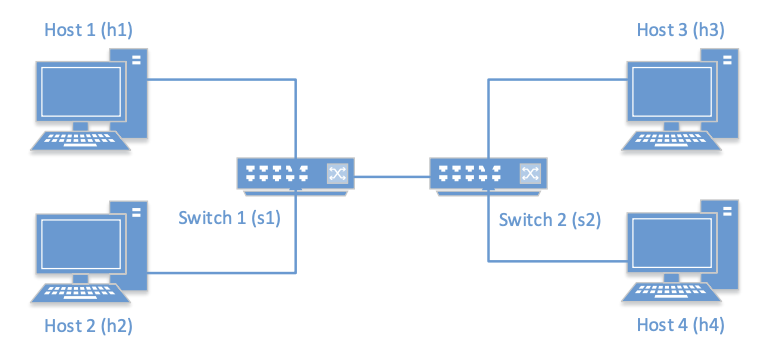 Host 1 (h1)
Host 3 (h3)
Switch 1 (s1)
Switch 2 (s2)
Host 2 (h2)
Host 4 (h4)